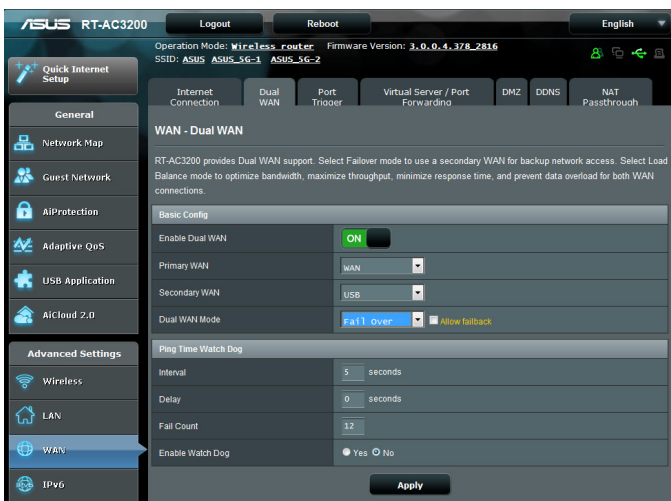 ASUS RT-AC3200 Logout Reboot English
Operation Mode: Wireless router Firmware Version: 3.0.0.4.378_2816
SSID: ASUS ASUS_5G-1 ASUS_5G-2
Quick Internet Setup
General
Network Map
Guest Network
AiProtection
Adaptive QoS
USB Application
AiCloud 2.0
Advanced Settings
Wireless
LAN
WAN
IPv6
Internet Connection
Dual WAN
Port Trigger
Virtual Server / Port Forwarding
DMZ
DDNS
NAT Passthrough
WAN - Dual WAN
RT-AC3200 provides Dual WAN support. Select Failover mode to use a secondary WAN for backup network access. Select Load
Balance mode to optimize bandwidth, maximize throughput, minimize response time, and prevent data overload for both WAN
connections.
Basic Config
Enable Dual WAN ON
Primary WAN WAN
Secondary WAN USB
Dual WAN Mode Fail Over Allow failback
Ping Time Watch Dog
Interval 5 seconds
Delay 0 seconds
Fail Count 12
Enable Watch Dog Yes No
Apply